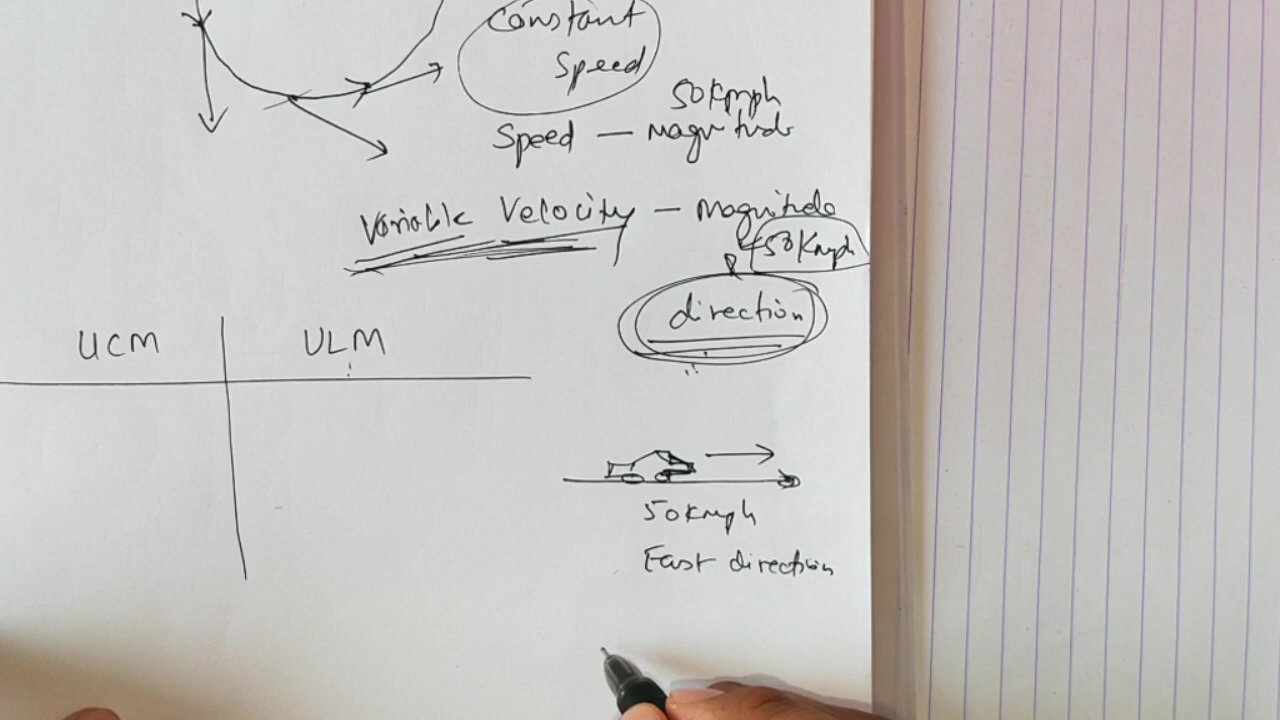 Constant
Speed
50Kmph
Speed — magnitude
Variable Velocity — Magnitude
50Kmph
direction
UCM ULM
50Kmph
East direction